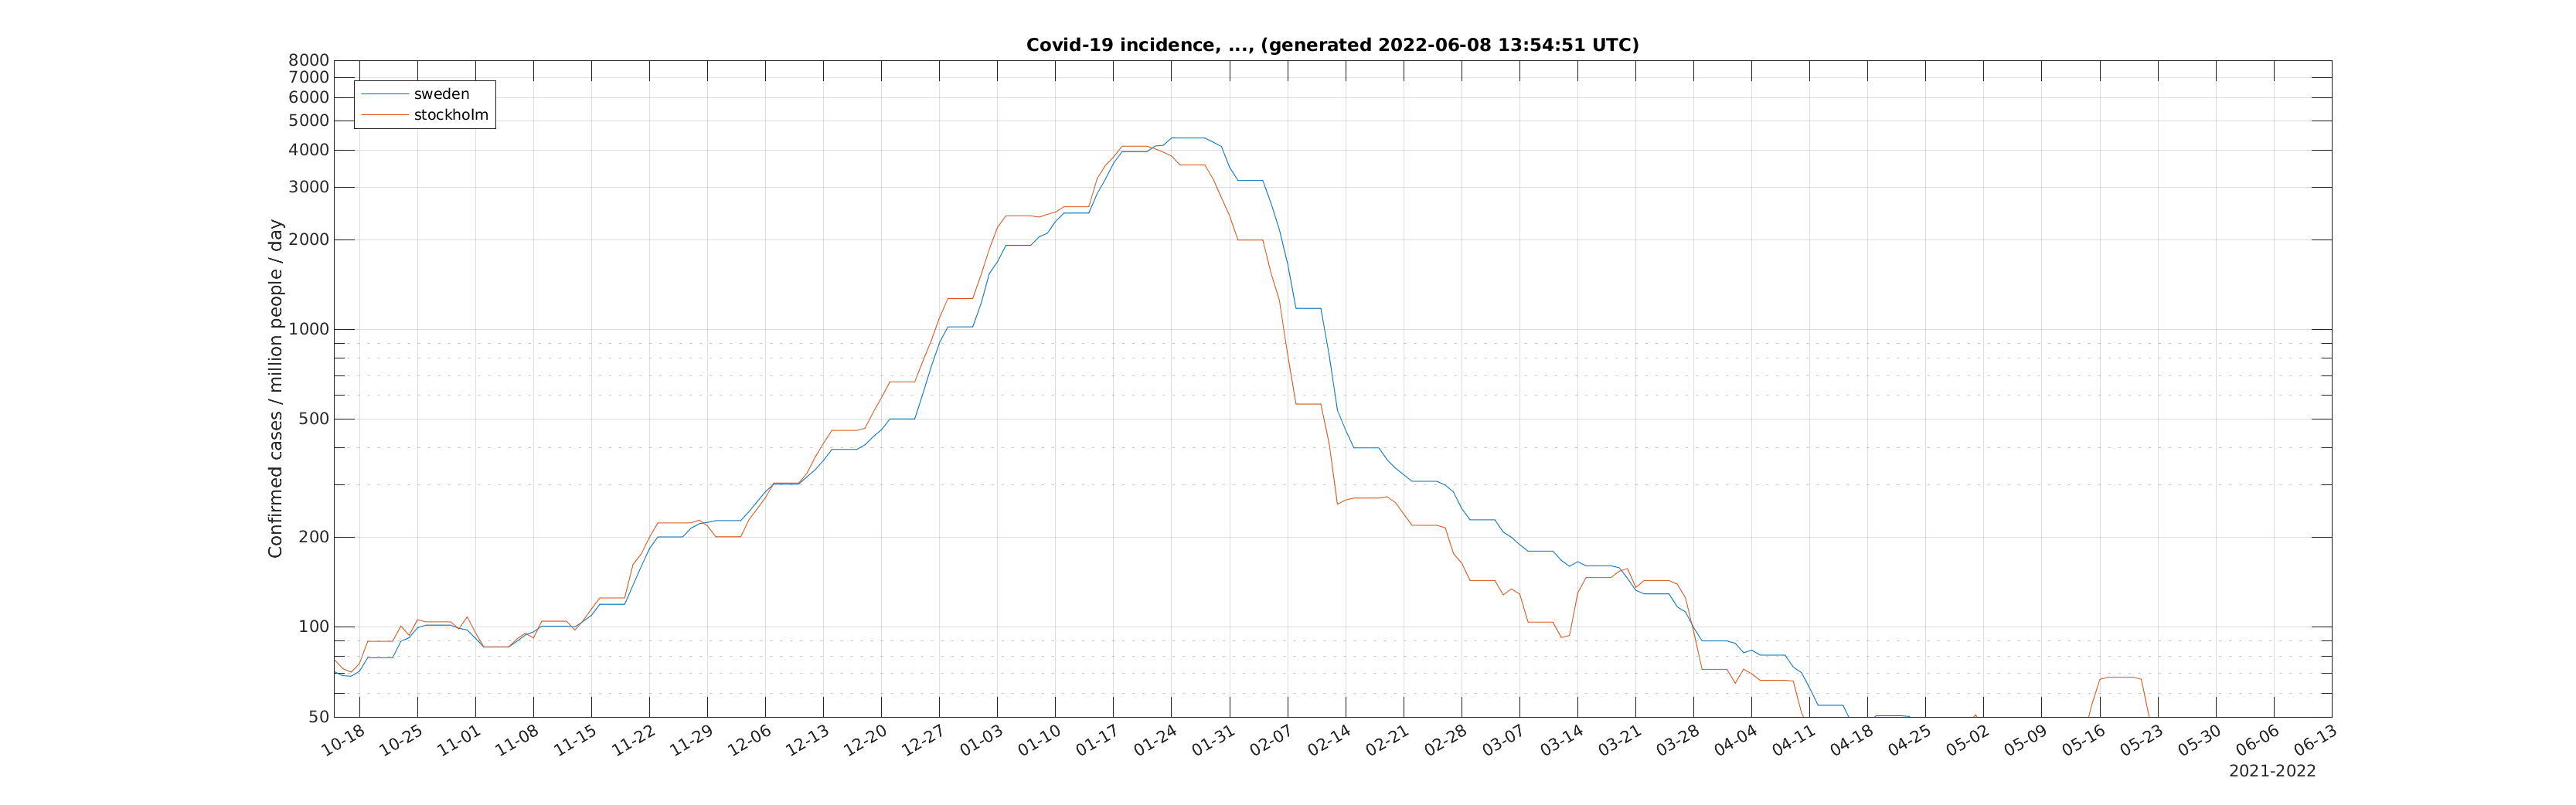 Covid-19 incidence, ..., (generated 2022-06-08 13:54:51 UTC)
sweden
stockholm
Confirmed cases / million people / day
8000
7000
6000
5000
4000
3000
2000
1000
500
200
100
50
10-18 10-25 11-01 11-08 11-15 11-22 11-29 12-06 12-13 12-20 12-27 01-03 01-10 01-17 01-24 01-31 02-07 02-14 02-21 02-28 03-07 03-14 03-21 03-28 04-04 04-11 04-18 04-25 05-02 05-09 05-16 05-23 05-30 06-06 06-13
2021-2022